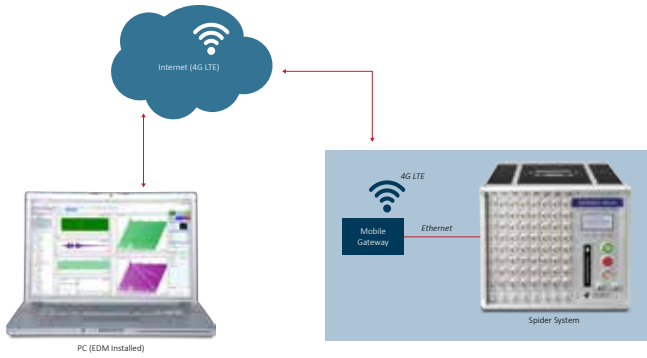 Internet (4G LTE)
4G LTE
Mobile
Gateway
Ethernet
Spider System
PC (EDM Installed)